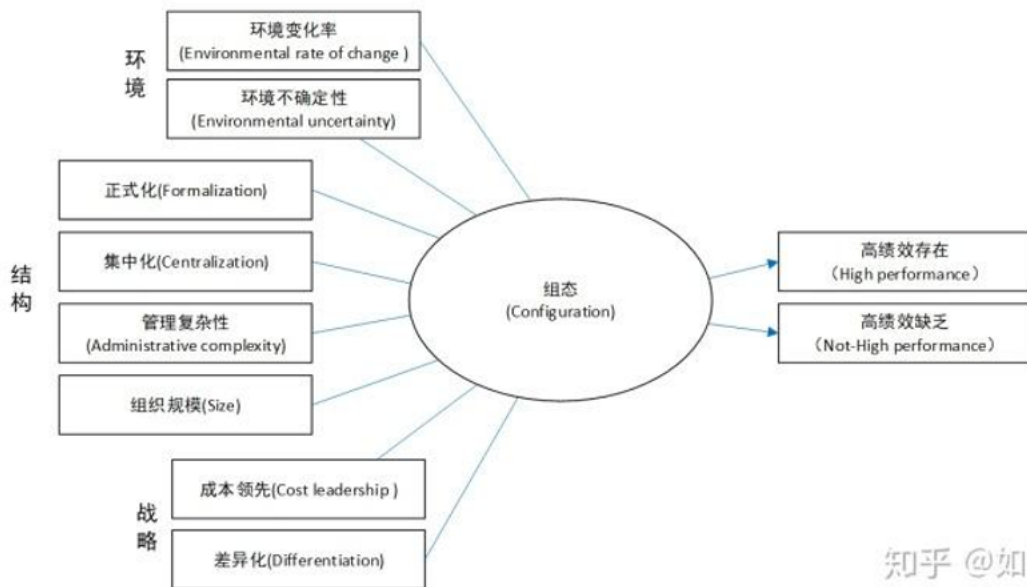 环境
环境变化率
(Environmental rate of change )
环境不确定性
(Environmental uncertainty)
结构
正式化(Formalization)
集中化(Centralization)
管理复杂性
(Administrative complexity)
组织规模(Size)
战略
成本领先(Cost leadership )
差异化(Differentiation)
组态
(Configuration)
高绩效存在
（High performance）
高绩效缺乏
（Not-High performance）
知乎 @如